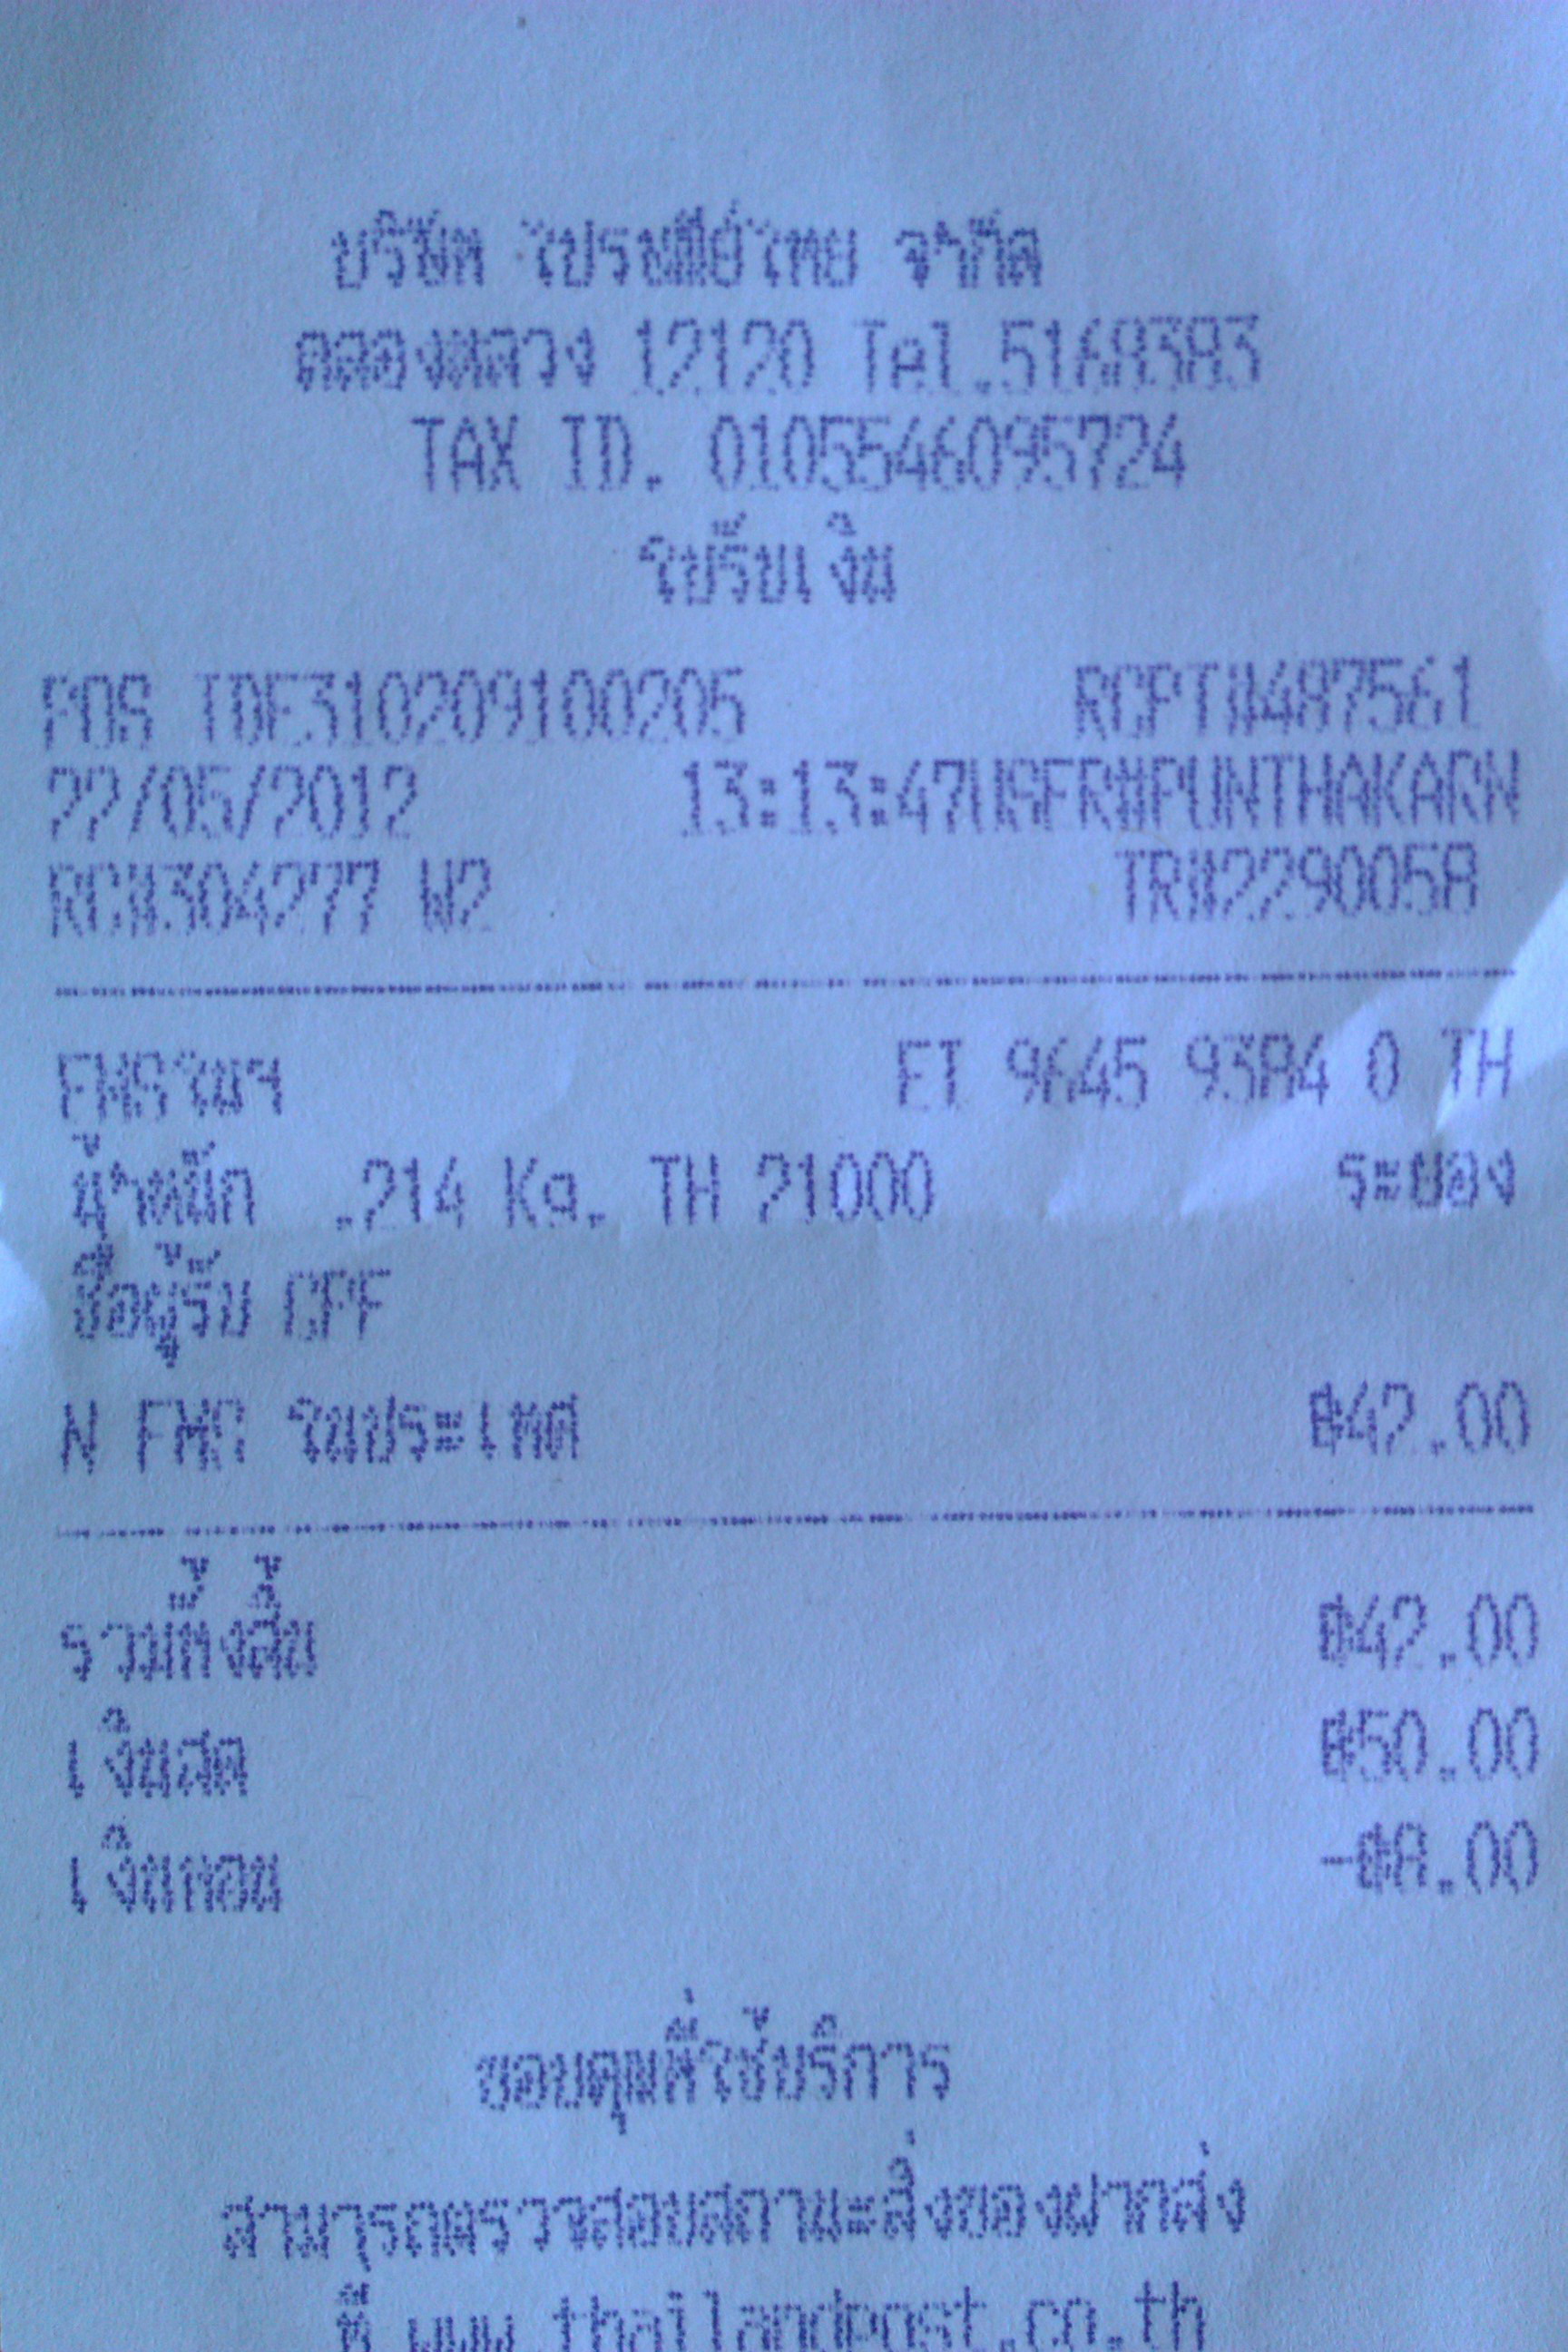 บริษัท ไปรษณีย์ไทย จำกัด
คลองหลวง 12120 Tel.5168383
TAX ID. 0105546095724
ใบรับเงิน
POS TDE310209100205 RCPT#487561
22/05/2012 13:13:47USER#PUNTHAKARN
RC#304277 W2 TR#2290058
EMSในฯ ET 9645 9384 0 TH
น้ำหนัก .214 Kg. TH 21000 ระยอง
ชื่อผู้รับ CPF
N EMS ในประเทศ ฿42.00
รวมทั้งสิ้น ฿42.00
เงินสด ฿50.00
เงินทอน -฿8.00
ขอบคุณที่ใช้บริการ
สามารถตรวจสอบสถานะสิ่งของฝากส่ง
ที่ www.thailandpost.co.th